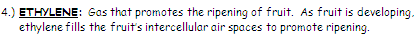 4.) ETHYLENE: Gas that promotes the ripening of fruit. As fruit is developing,
ethylene fills the fruit's intercellular air spaces to promote ripening.